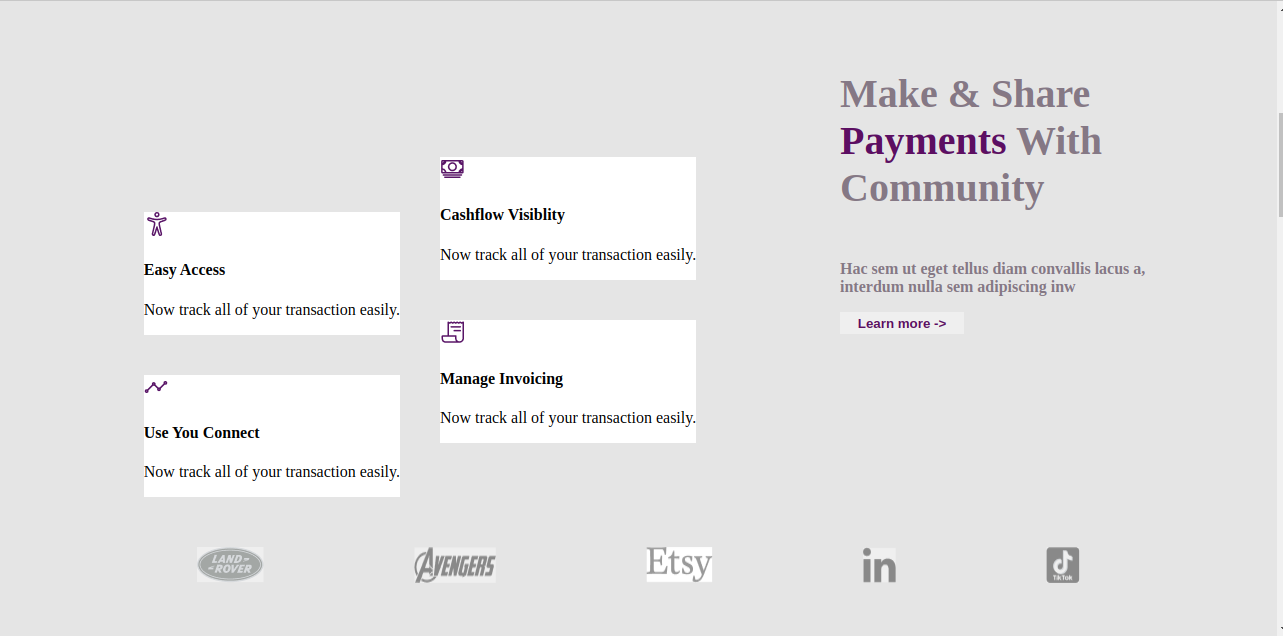 Make & Share
Payments With
Community
Hac sem ut eget tellus diam convallis lacus a,
interdum nulla sem adipiscing inw
Learn more ->
Easy Access
Now track all of your transaction easily.
Use You Connect
Now track all of your transaction easily.
Cashflow Visiblity
Now track all of your transaction easily.
Manage Invoicing
Now track all of your transaction easily.
LAND
ROVER
AVENGERS
Etsy
in
TikTok